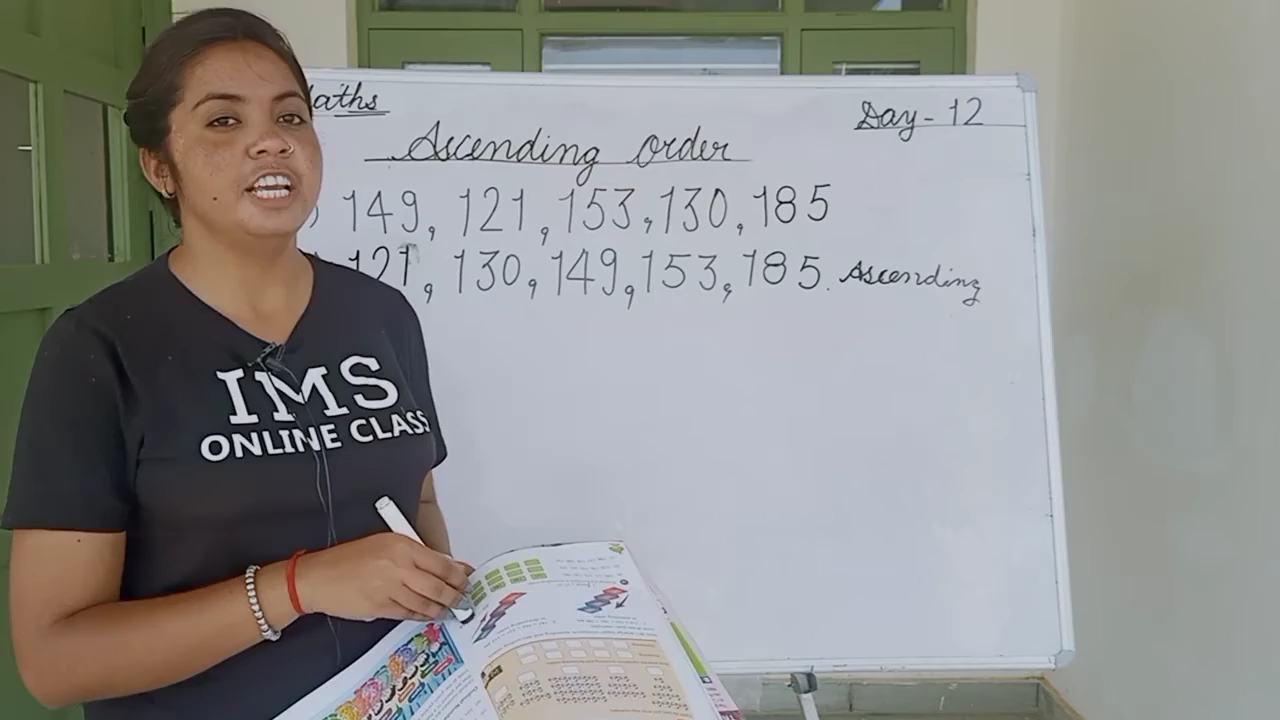 Maths
Day - 12
Ascending order
149, 121, 153, 130, 185
121, 130, 149, 153, 185. Ascending
IMS
ONLINE CLASS